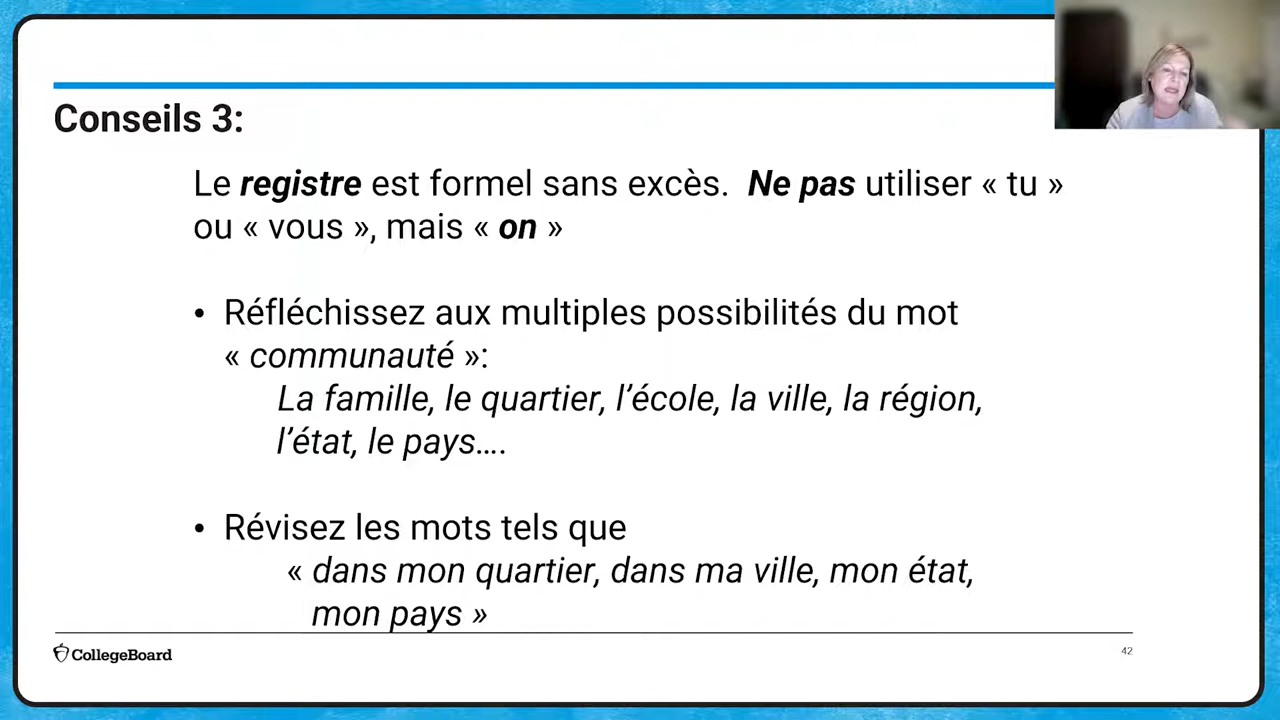 Conseils 3:
Le registre est formel sans excès. Ne pas utiliser « tu »
ou « vous », mais « on »
• Réfléchissez aux multiples possibilités du mot
« communauté »:
La famille, le quartier, l’école, la ville, la région,
l’état, le pays….
• Révisez les mots tels que
« dans mon quartier, dans ma ville, mon état,
mon pays »
CollegeBoard
42